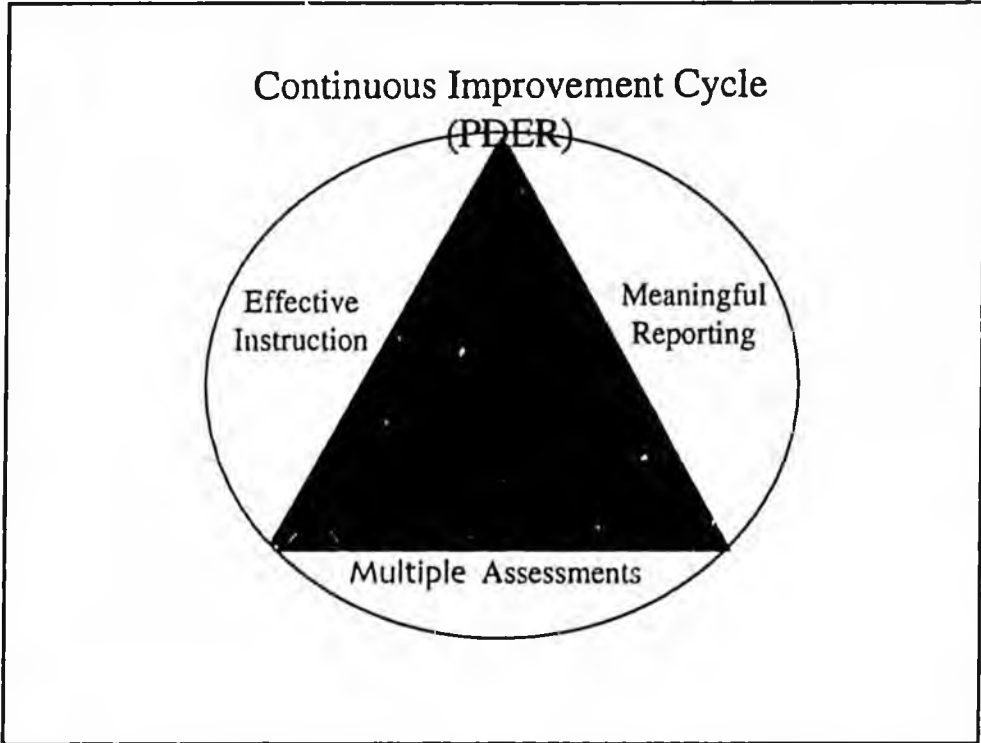 Continuous Improvement Cycle
(PDER)
Effective
Instruction
Meaningful
Reporting
Multiple Assessments